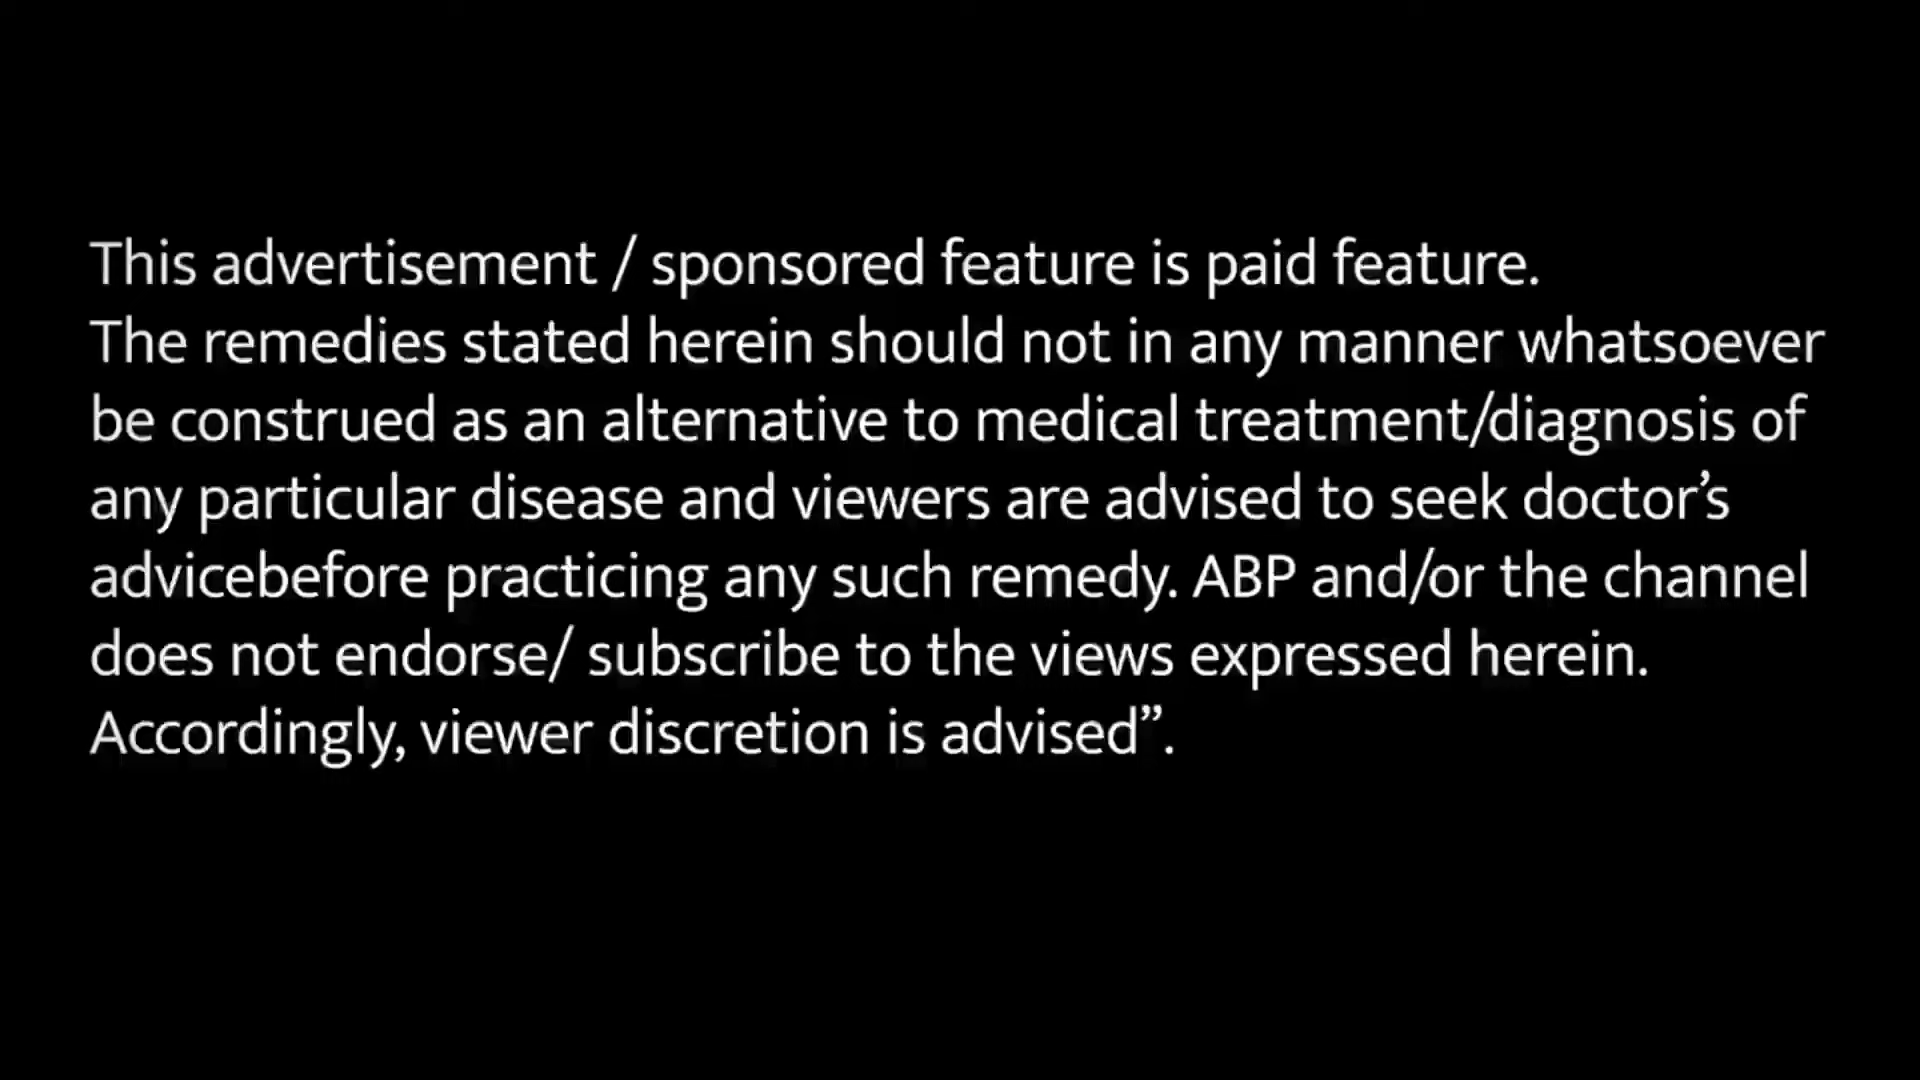 This advertisement / sponsored feature is paid feature.
The remedies stated herein should not in any manner whatsoever
be construed as an alternative to medical treatment/diagnosis of
any particular disease and viewers are advised to seek doctor’s
advicebefore practicing any such remedy. ABP and/or the channel
does not endorse/ subscribe to the views expressed herein.
Accordingly, viewer discretion is advised”.